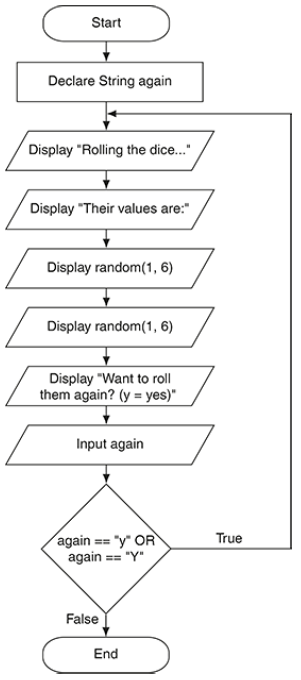 Start
Declare String again
Display "Rolling the dice..."
Display "Their values are:"
Display random(1, 6)
Display random(1, 6)
Display "Want to roll
them again? (y = yes)"
Input again
again == "y" OR
again == "Y"
True
False
End